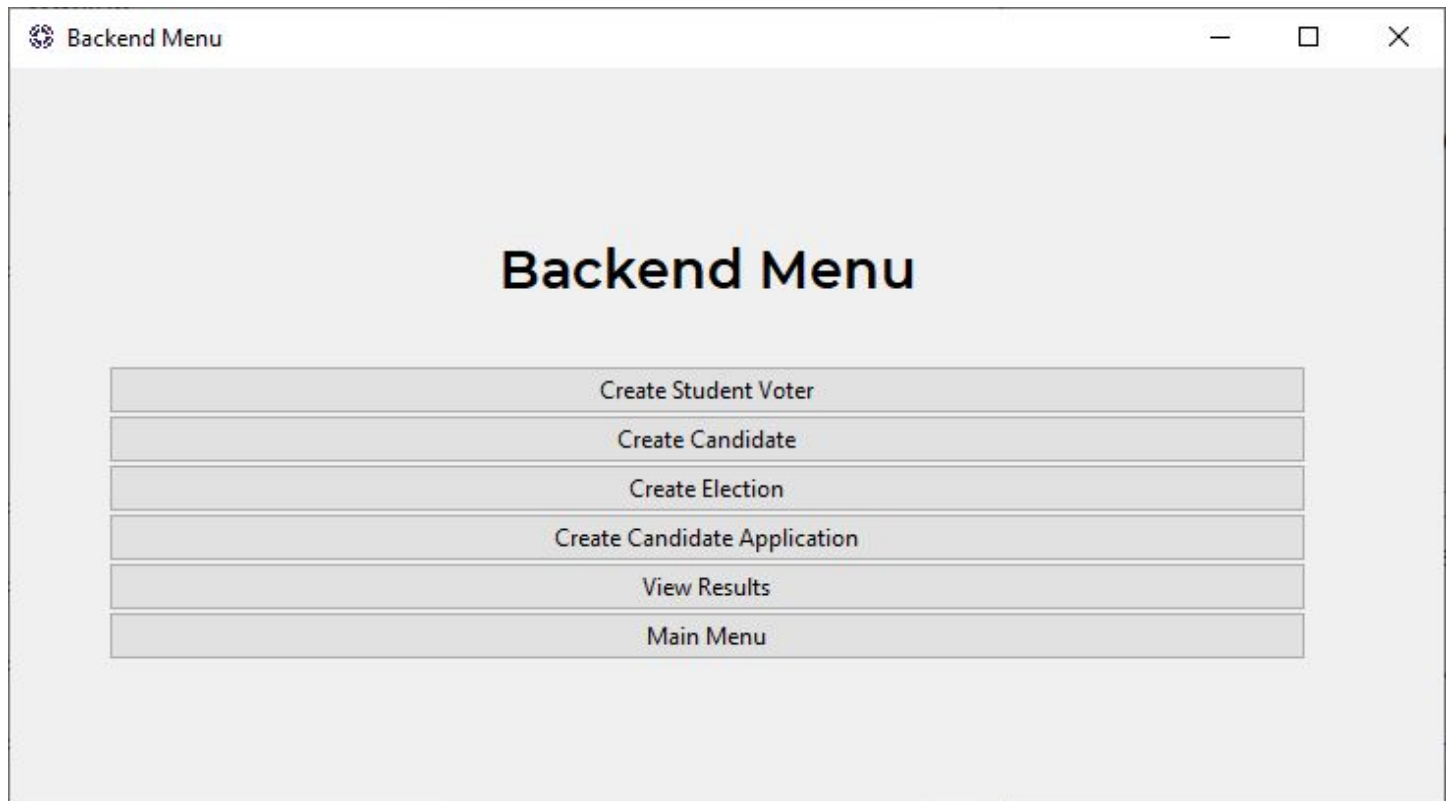 Backend Menu
Backend Menu
Create Student Voter
Create Candidate
Create Election
Create Candidate Application
View Results
Main Menu